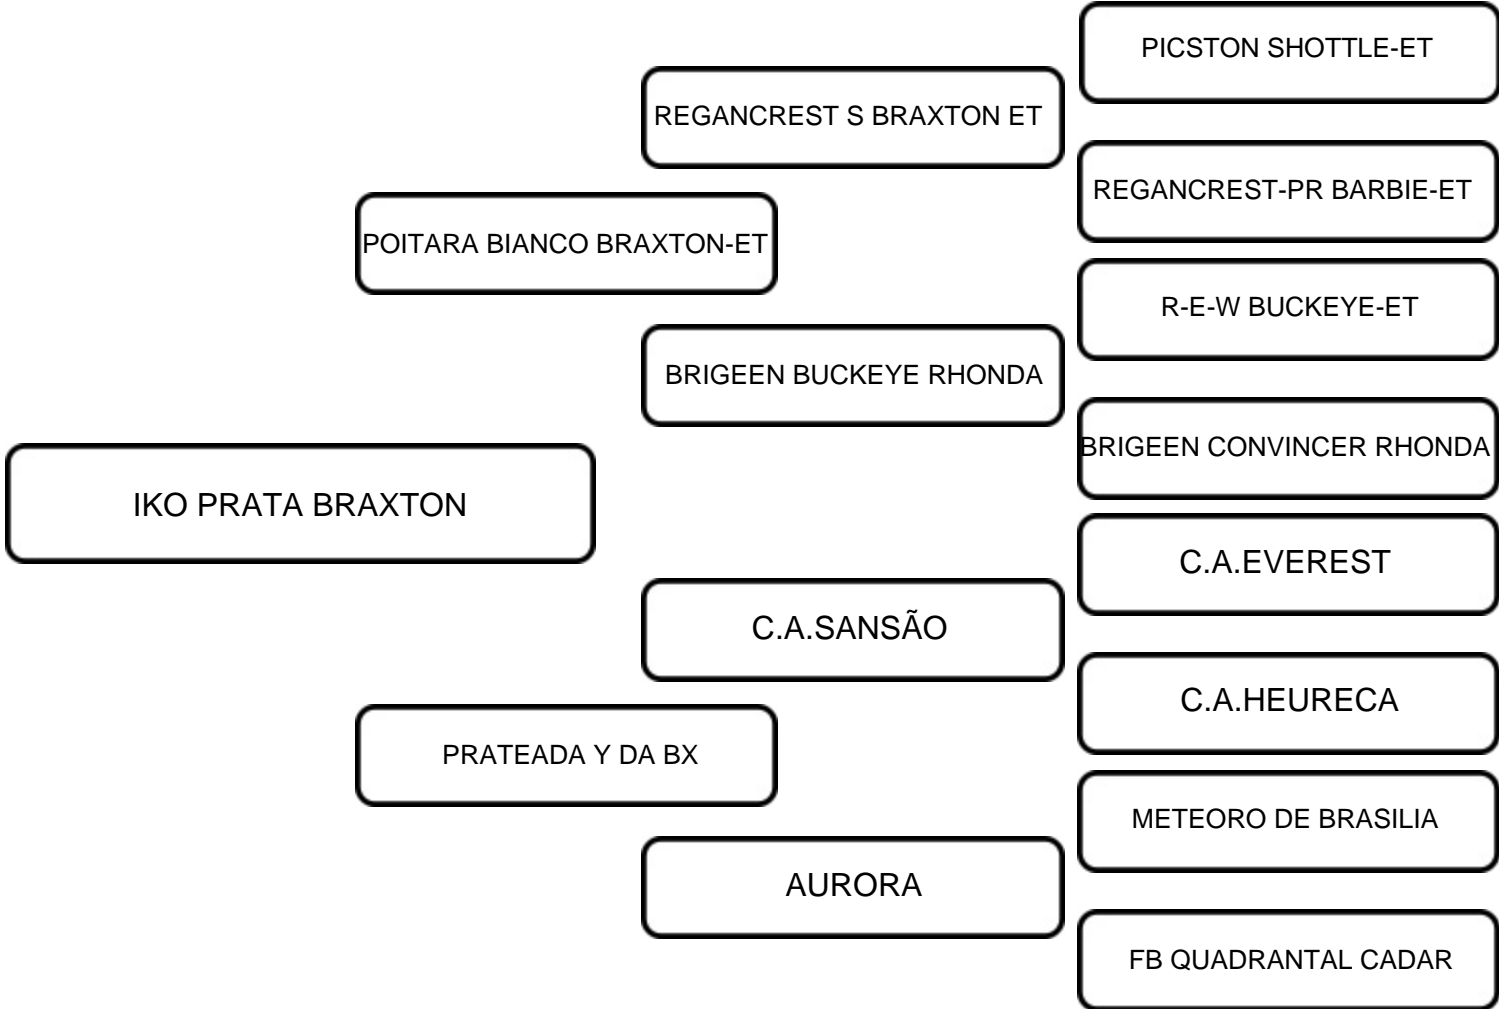 PICSTON SHOTTLE-ET
REGANCREST S BRAXTON ET
REGANCREST-PR BARBIE-ET
POITARA BIANCO BRAXTON-ET
R-E-W BUCKEYE-ET
BRIGEEN BUCKEYE RHONDA
BRIGEEN CONVINCER RHONDA
IKO PRATA BRAXTON
C.A.EVEREST
C.A.SANSÃO
C.A.HEURECA
PRATEADA Y DA BX
METEORO DE BRASILIA
AURORA
FB QUADRANTAL CADAR